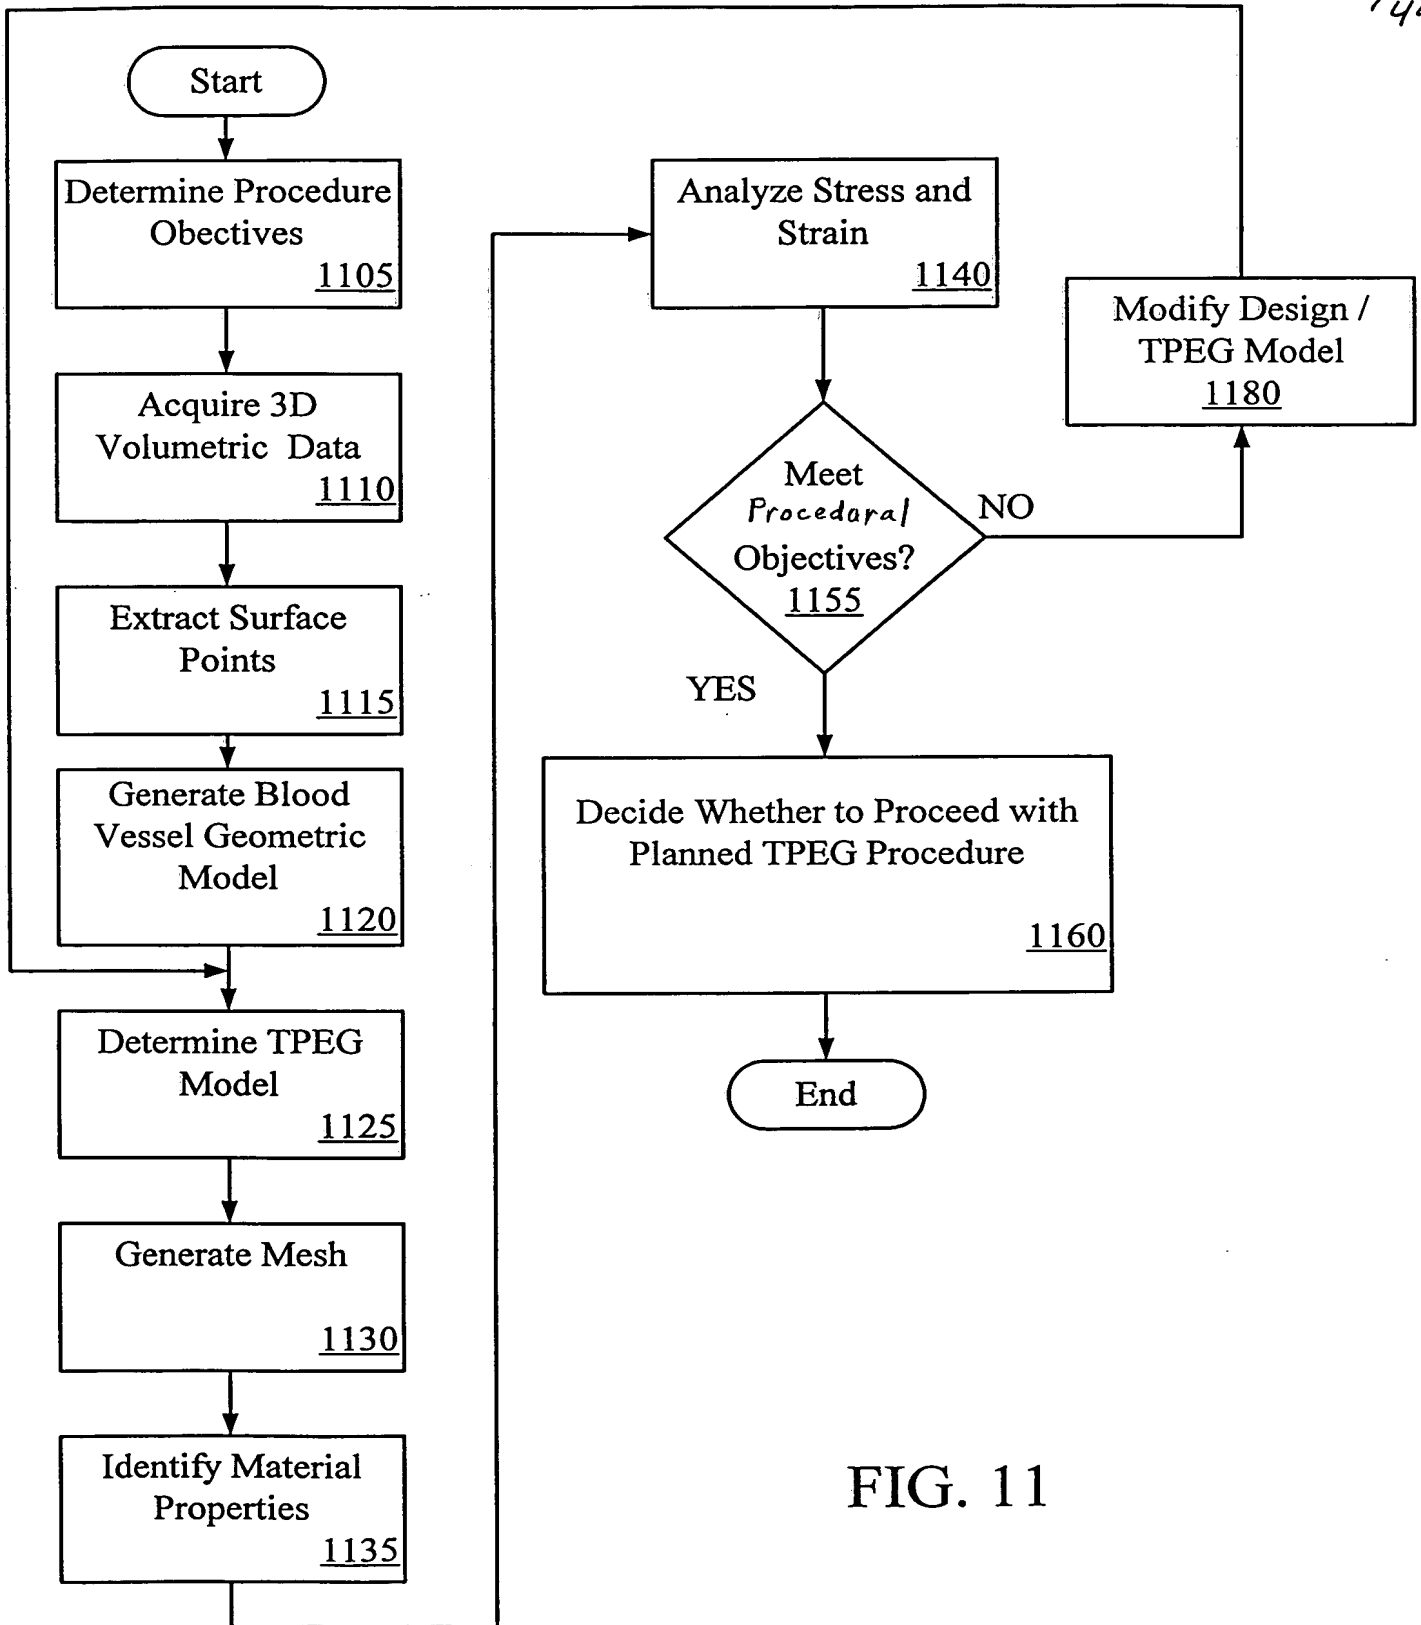 Start
Determine Procedure
Obectives
1105
Acquire 3D
Volumetric Data
1110
Extract Surface
Points
1115
Generate Blood
Vessel Geometric
Model
1120
Determine TPEG
Model
1125
Generate Mesh
1130
Identify Material
Properties
1135
Analyze Stress and
Strain
1140
Meet
Procedaral
Objectives?
1155
NO
YES
Modify Design /
TPEG Model
1180
Decide Whether to Proceed with
Planned TPEG Procedure
1160
End
FIG. 11